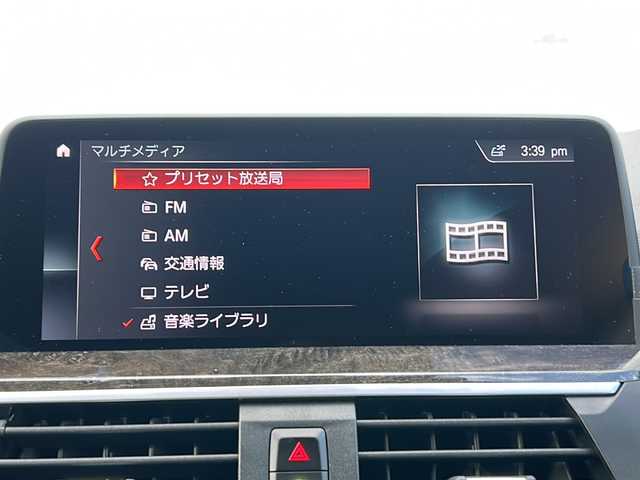 マルチメディア
3:39 pm
プリセット放送局
FM
AM
交通情報
テレビ
音楽ライブラリ